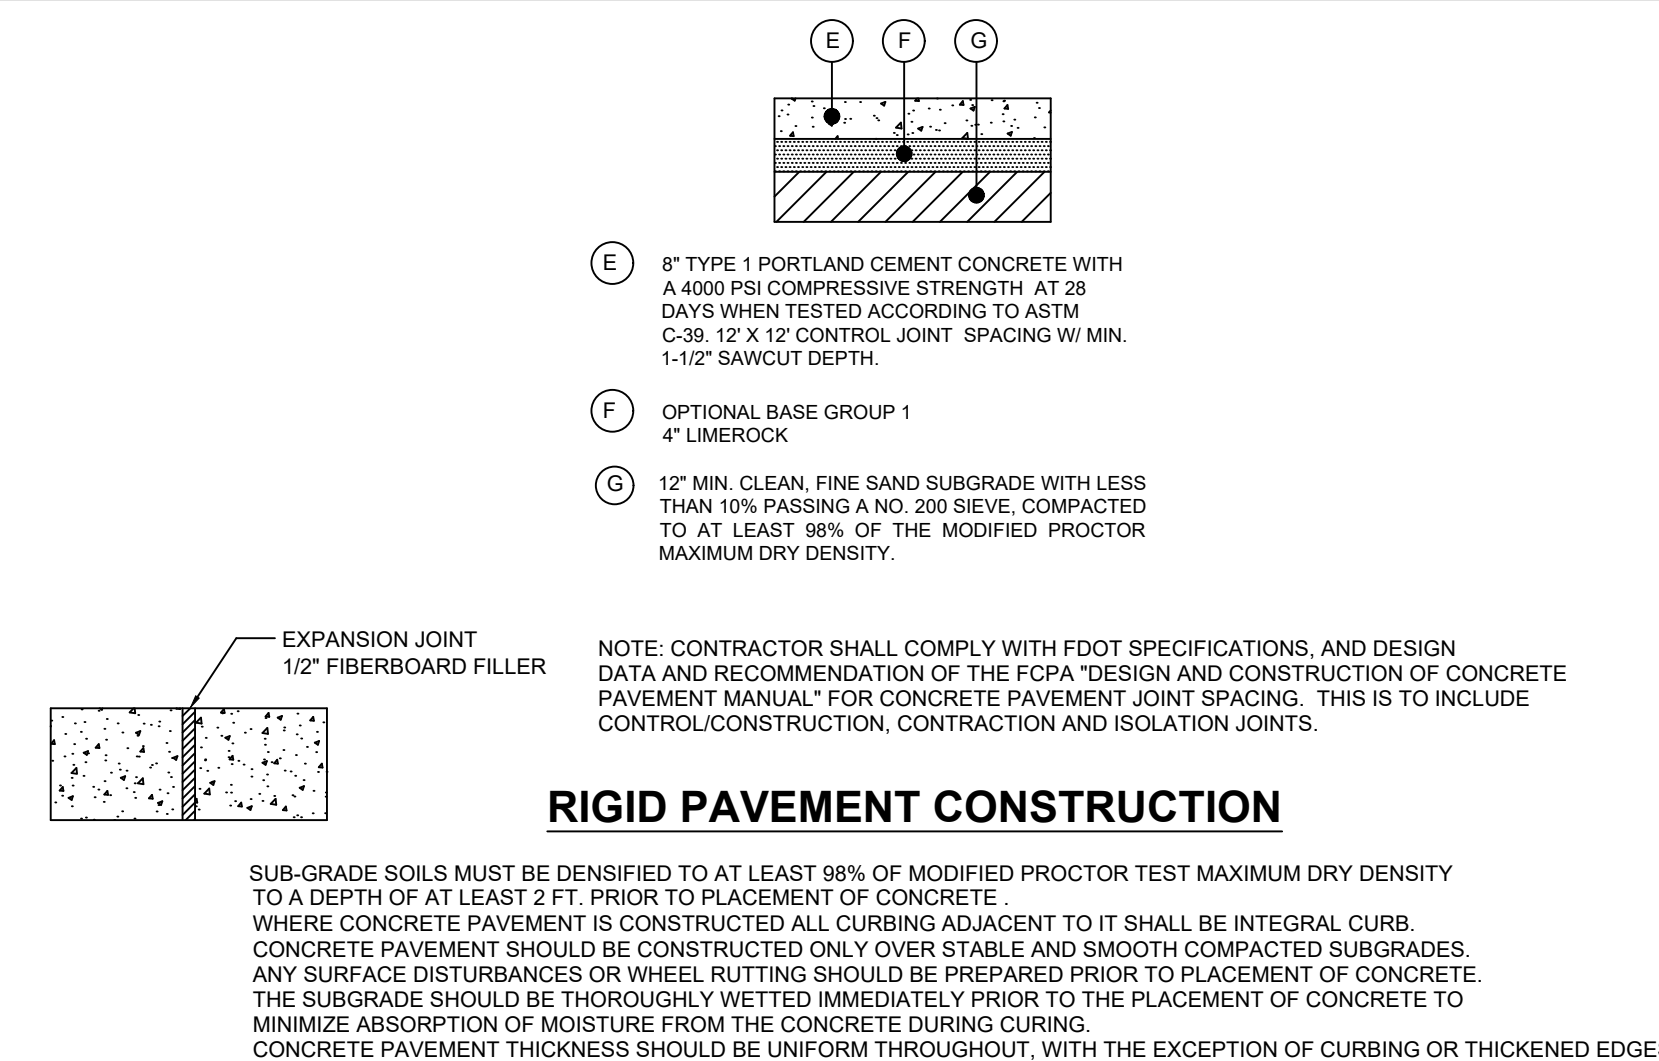 E F G
E 8" TYPE 1 PORTLAND CEMENT CONCRETE WITH
A 4000 PSI COMPRESSIVE STRENGTH AT 28
DAYS WHEN TESTED ACCORDING TO ASTM
C-39. 12' X 12' CONTROL JOINT SPACING W/ MIN.
1-1/2" SAWCUT DEPTH.
F OPTIONAL BASE GROUP 1
4" LIMEROCK
G 12" MIN. CLEAN, FINE SAND SUBGRADE WITH LESS
THAN 10% PASSING A NO. 200 SIEVE, COMPACTED
TO AT LEAST 98% OF THE MODIFIED PROCTOR
MAXIMUM DRY DENSITY.
EXPANSION JOINT
1/2" FIBERBOARD FILLER
NOTE: CONTRACTOR SHALL COMPLY WITH FDOT SPECIFICATIONS, AND DESIGN
DATA AND RECOMMENDATION OF THE FCPA "DESIGN AND CONSTRUCTION OF CONCRETE
PAVEMENT MANUAL" FOR CONCRETE PAVEMENT JOINT SPACING. THIS IS TO INCLUDE
CONTROL/CONSTRUCTION, CONTRACTION AND ISOLATION JOINTS.
RIGID PAVEMENT CONSTRUCTION
SUB-GRADE SOILS MUST BE DENSIFIED TO AT LEAST 98% OF MODIFIED PROCTOR TEST MAXIMUM DRY DENSITY
TO A DEPTH OF AT LEAST 2 FT. PRIOR TO PLACEMENT OF CONCRETE .
WHERE CONCRETE PAVEMENT IS CONSTRUCTED ALL CURBING ADJACENT TO IT SHALL BE INTEGRAL CURB.
CONCRETE PAVEMENT SHOULD BE CONSTRUCTED ONLY OVER STABLE AND SMOOTH COMPACTED SUBGRADES.
ANY SURFACE DISTURBANCES OR WHEEL RUTTING SHOULD BE PREPARED PRIOR TO PLACEMENT OF CONCRETE.
THE SUBGRADE SHOULD BE THOROUGHLY WETTED IMMEDIATELY PRIOR TO THE PLACEMENT OF CONCRETE TO
MINIMIZE ABSORPTION OF MOISTURE FROM THE CONCRETE DURING CURING.
CONCRETE PAVEMENT THICKNESS SHOULD BE UNIFORM THROUGHOUT, WITH THE EXCEPTION OF CURBING OR THICKENED EDGES